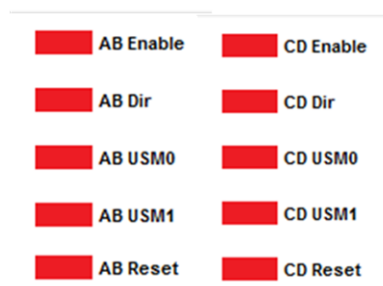 AB Enable
CD Enable
AB Dir
CD Dir
AB USM0
CD USM0
AB USM1
CD USM1
AB Reset
CD Reset